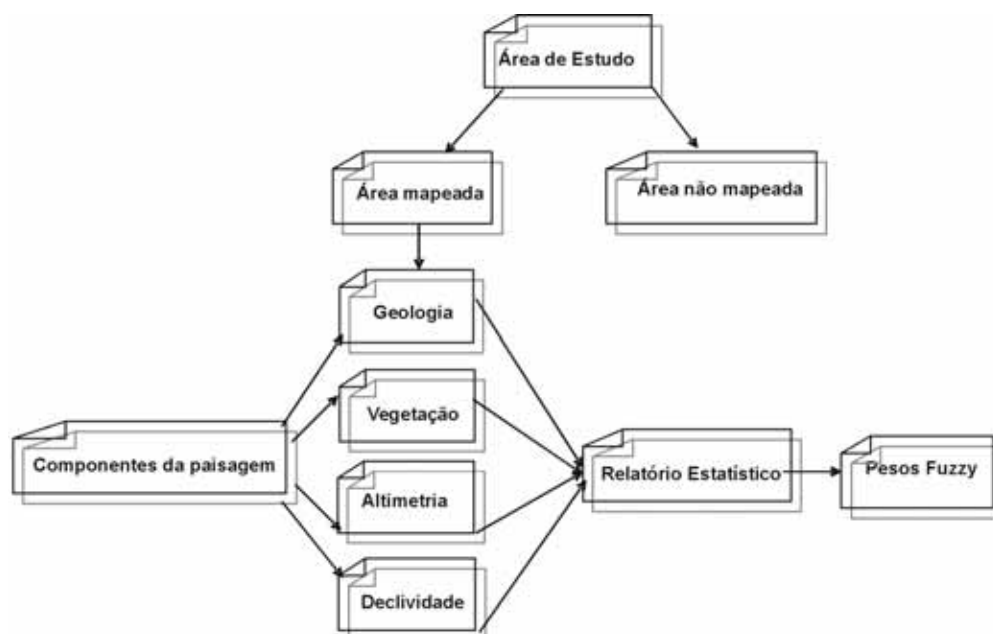 Área de Estudo
Área mapeada
Área não mapeada
Geologia
Vegetação
Componentes da paisagem
Relatório Estatístico
Pesos Fuzzy
Altimetria
Declividade